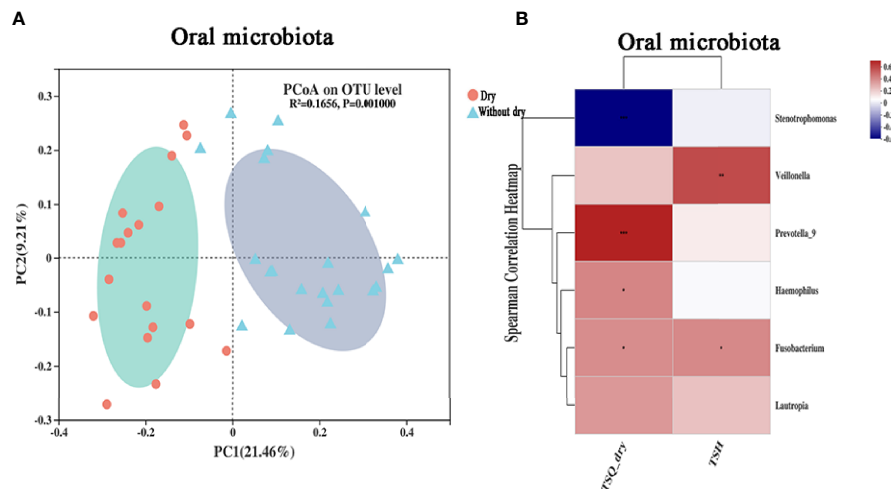 A
Oral microbiota
PCoA on OTU level
R²=0.1656, P=0.001000
Dry
Without dry
PC2(9.21%)
0.3
0.2
0.1
0
-0.1
-0.2
-0.3
-0.4
-0.2
0
0.2
0.4
PC1(21.46%)
B
Oral microbiota
Spearman Correlation Heatmap
Stenotrophomonas
**
Veillonella
***
Prevotella_9
*
Haemophilus
*
*
Fusobacterium
Lautropia
TSQ_dry
TSH
0